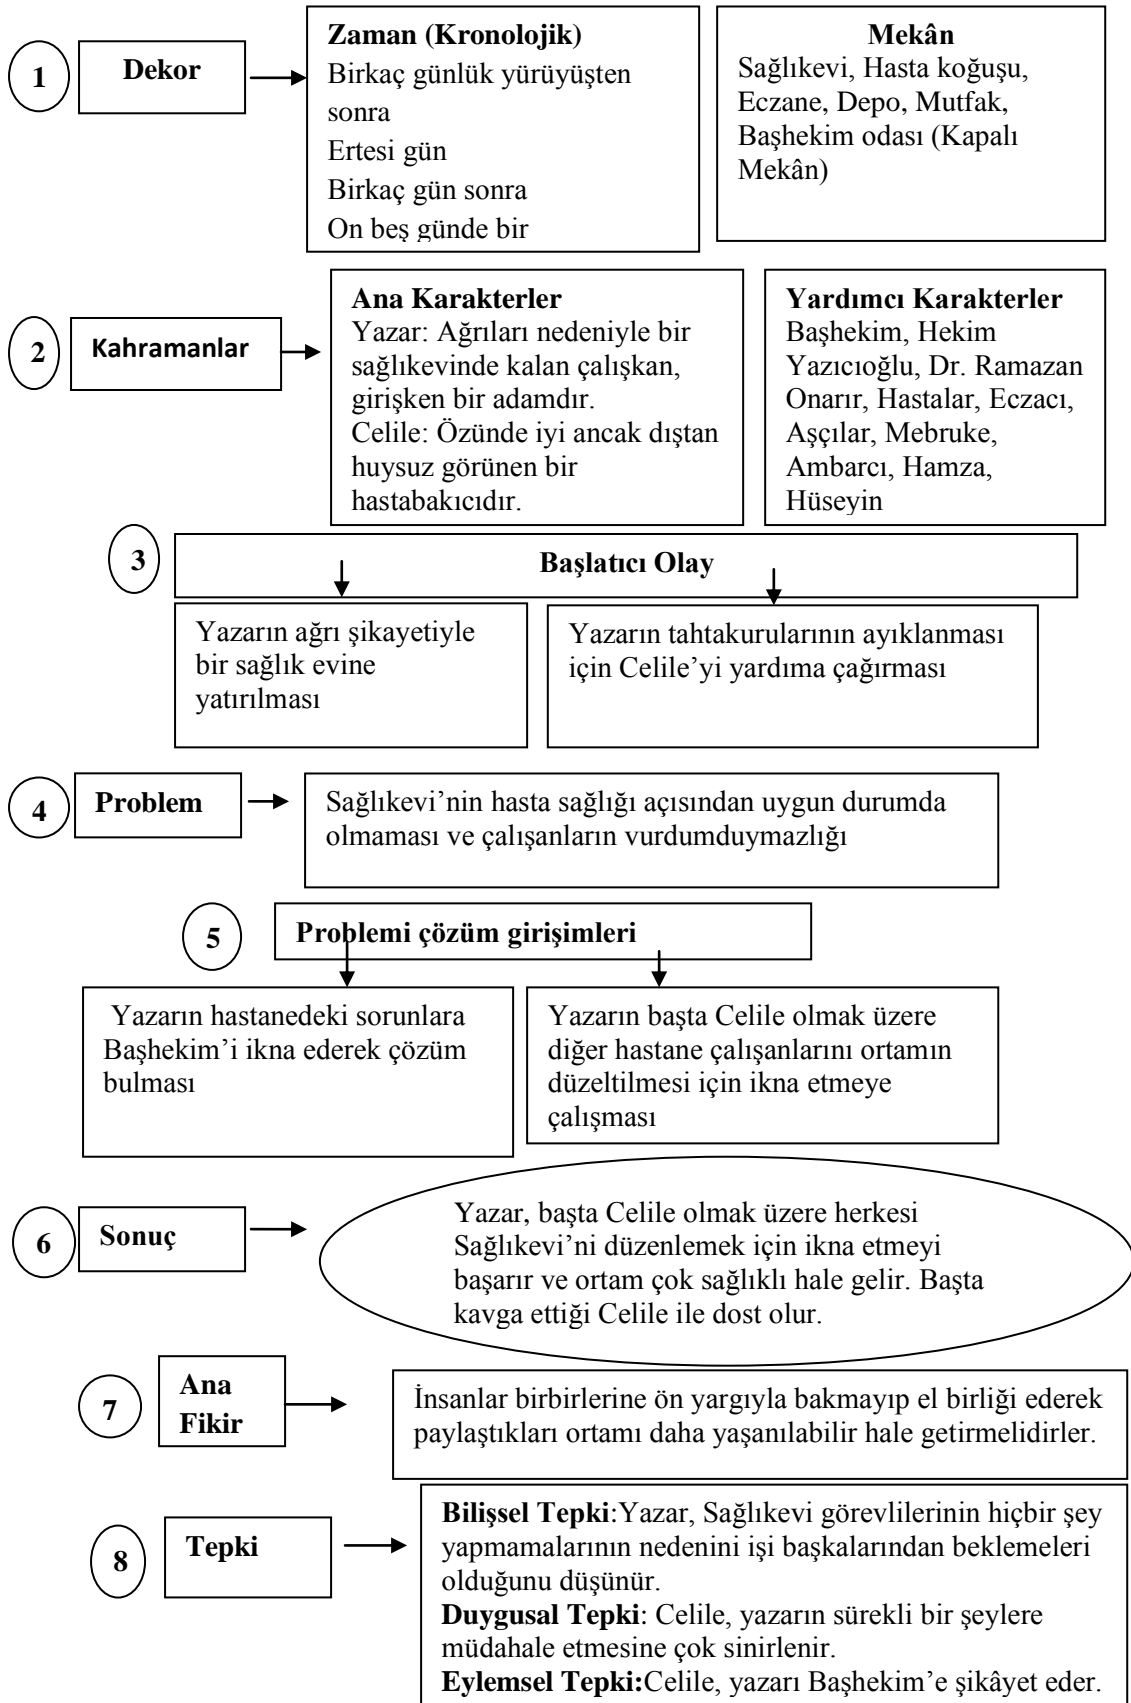 1
Dekor
Zaman (Kronolojik)
Birkaç günlük yürüyüşten
sonra
Ertesi gün
Birkaç gün sonra
On beş günde bir
Mekân
Sağlıkevi, Hasta koğuşu,
Eczane, Depo, Mutfak,
Başhekim odası (Kapalı
Mekân)
2
Kahramanlar
Ana Karakterler
Yazar: Ağrıları nedeniyle bir
sağlıkevinde kalan çalışkan,
girişken bir adamdır.
Celile: Özünde iyi ancak dıştan
huysuz görünen bir
hastabakıcıdır.
Yardımcı Karakterler
Başhekim, Hekim
Yazıcıoğlu, Dr. Ramazan
Onarır, Hastalar, Eczacı,
Aşçılar, Mebruke,
Ambarcı, Hamza,
Hüseyin
3
Başlatıcı Olay
Yazarın ağrı şikayetiyle
bir sağlık evine
yatırılması
Yazarın tahtakurularının ayıklanması
için Celile’yi yardıma çağırması
4
Problem
Sağlıkevi’nin hasta sağlığı açısından uygun durumda
olmaması ve çalışanların vurdumduymazlığı
5
Problemi çözüm girişimleri
Yazarın hastanedeki sorunlara
Başhekim’i ikna ederek çözüm
bulması
Yazarın başta Celile olmak üzere
diğer hastane çalışanlarını ortamın
düzeltilmesi için ikna etmeye
çalışması
6
Sonuç
Yazar, başta Celile olmak üzere herkesi
Sağlıkevi’ni düzenlemek için ikna etmeyi
başarır ve ortam çok sağlıklı hale gelir. Başta
kavga ettiği Celile ile dost olur.
7
Ana
Fikir
İnsanlar birbirlerine ön yargıyla bakmayıp el birliği ederek
paylaştıkları ortamı daha yaşanılabilir hale getirmelidirler.
8
Tepki
Bilişsel Tepki:Yazar, Sağlıkevi görevlilerinin hiçbir şey
yapmamalarının nedenini işi başkalarından beklemeleri
olduğunu düşünür.
Duygusal Tepki: Celile, yazarın sürekli bir şeylere
müdahale etmesine çok sinirlenir.
Eylemsel Tepki:Celile, yazarı Başhekim’e şikâyet eder.